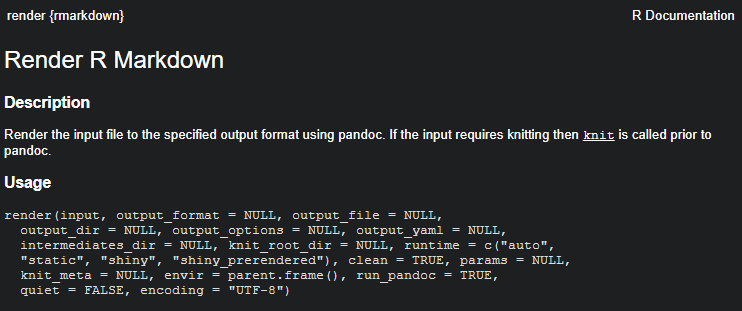 render {rmarkdown}
R Documentation
Render R Markdown
Description
Render the input file to the specified output format using pandoc. If the input requires knitting then knit is called prior to
pandoc.
Usage
render(input, output_format = NULL, output_file = NULL,
  output_dir = NULL, output_options = NULL, output_yaml = NULL,
  intermediates_dir = NULL, knit_root_dir = NULL, runtime = c("auto",
  "static", "shiny", "shiny_prerendered"), clean = TRUE, params = NULL,
  knit_meta = NULL, envir = parent.frame(), run_pandoc = TRUE,
  quiet = FALSE, encoding = "UTF-8")